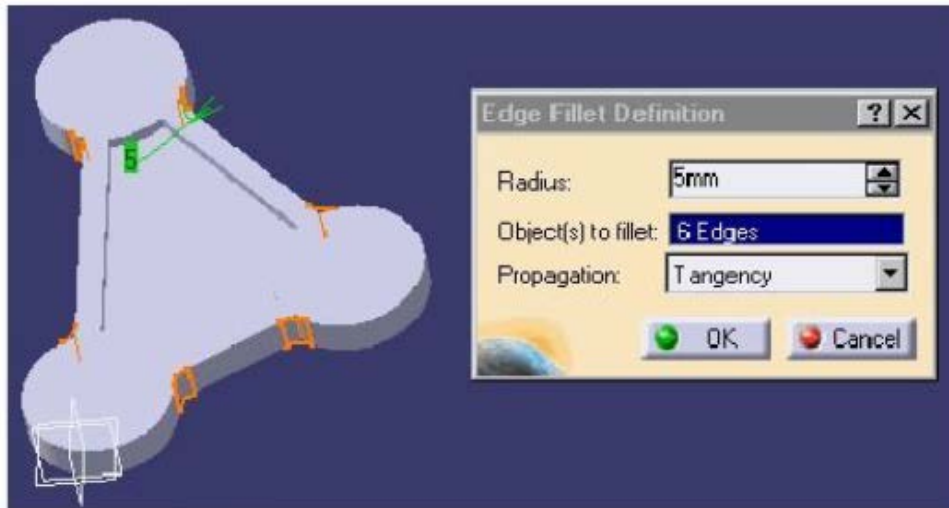 5
Edge Fillet Definition
Radius: 5mm
Object(s) to fillet: 6 Edges
Propagation: Tangency
OK Cancel